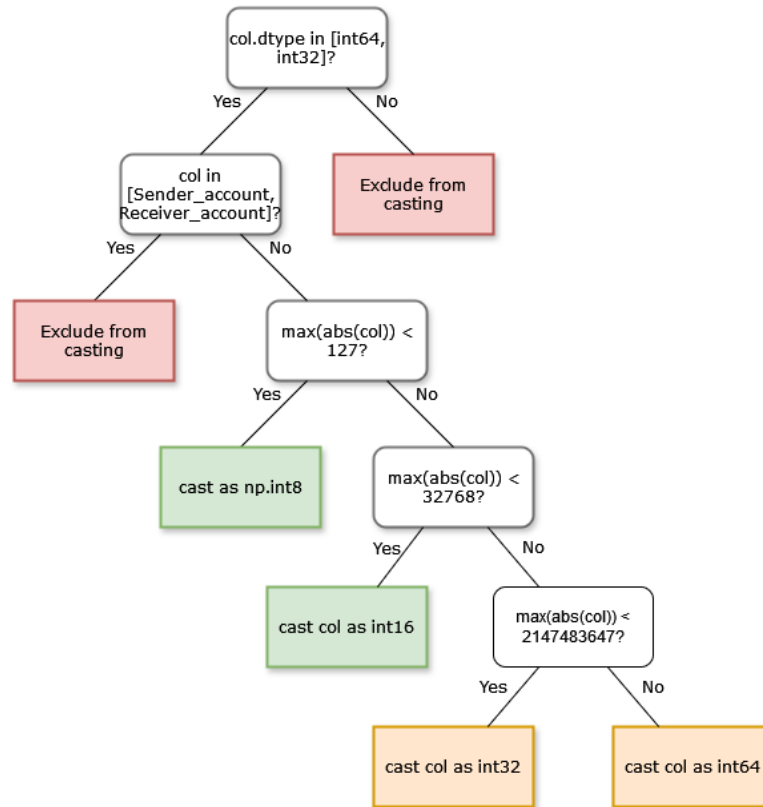 col.dtype in [int64,
int32]?
Yes
No
col in
[Sender_account,
Receiver_account]?
Exclude from
casting
Yes
No
Exclude from
casting
max(abs(col)) <
127?
Yes
No
cast as np.int8
max(abs(col)) <
32768?
Yes
No
cast col as int16
max(abs(col)) <
2147483647?
Yes
No
cast col as int32
cast col as int64